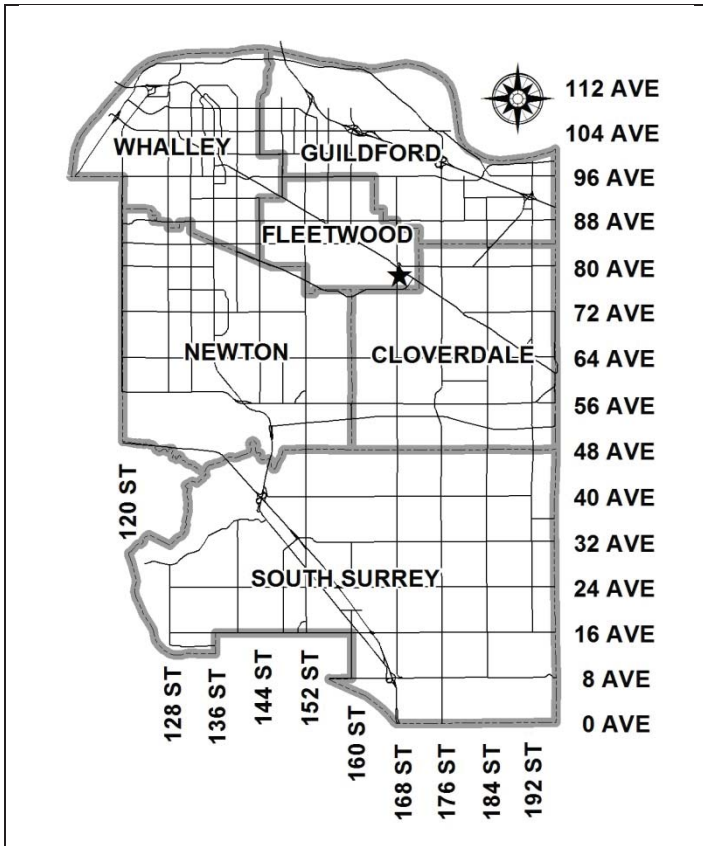 112 AVE
104 AVE
WHALLEY
GUILDFORD
96 AVE
88 AVE
FLEETWOOD
80 AVE
72 AVE
NEWTON
CLOVERDALE
64 AVE
56 AVE
48 AVE
120 ST
40 AVE
32 AVE
SOUTH SURREY
24 AVE
16 AVE
8 AVE
0 AVE
128 ST
136 ST
144 ST
152 ST
160 ST
168 ST
176 ST
184 ST
192 ST